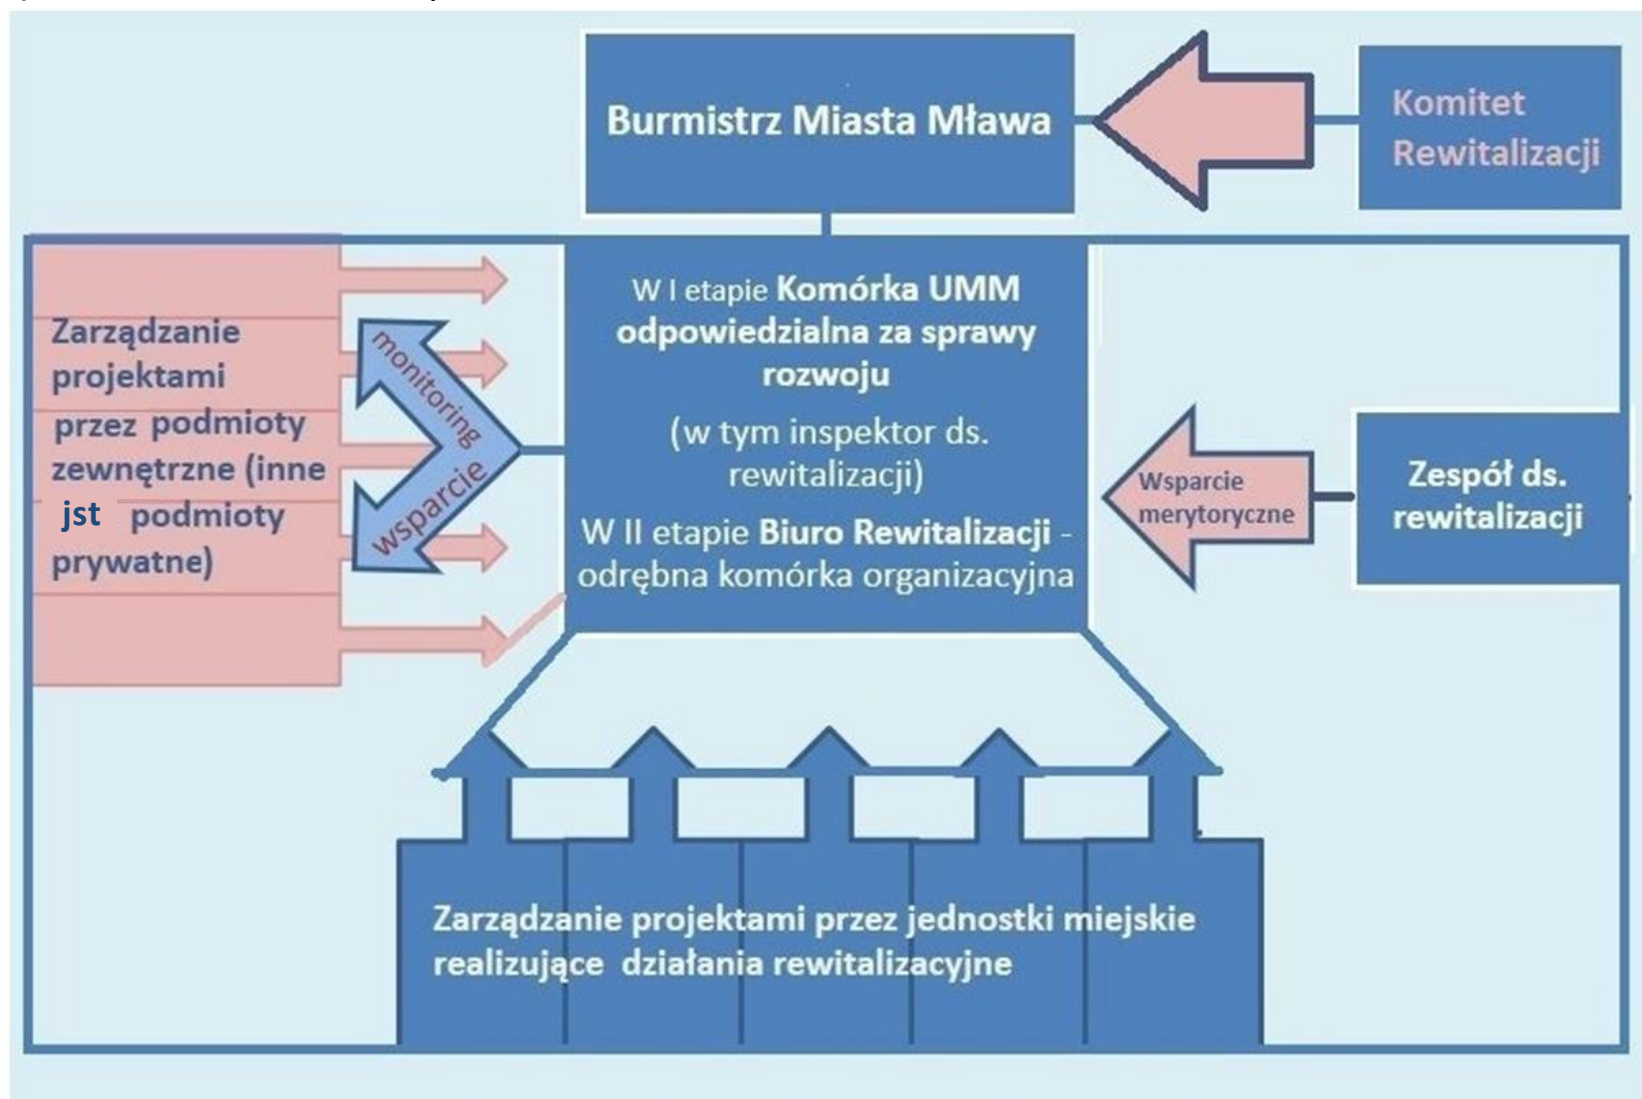 Burmistrz Miasta Mława
Komitet
Rewitalizacji
Zarządzanie
projektami
przez podmioty
zewnętrzne (inne
jst podmioty
prywatne)
monitoring
wsparcie
W I etapie Komórka UMM
odpowiedzialna za sprawy
rozwoju
(w tym inspektor ds.
rewitalizacji)
W II etapie Biuro Rewitalizacji -
odrębna komórka organizacyjna
Wsparcie
merytoryczne
Zespół ds.
rewitalizacji
Zarządzanie projektami przez jednostki miejskie
realizujące działania rewitalizacyjne